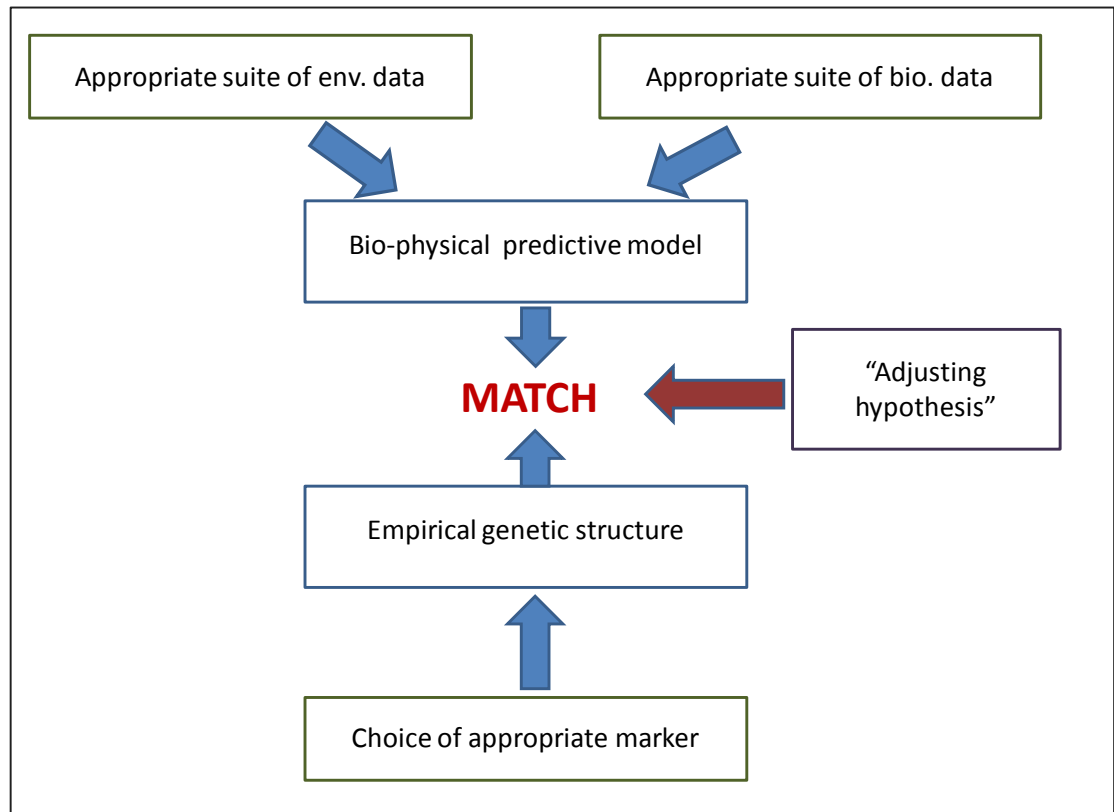 Appropriate suite of env. data
Appropriate suite of bio. data
Bio-physical predictive model
MATCH
“Adjusting
hypothesis”
Empirical genetic structure
Choice of appropriate marker